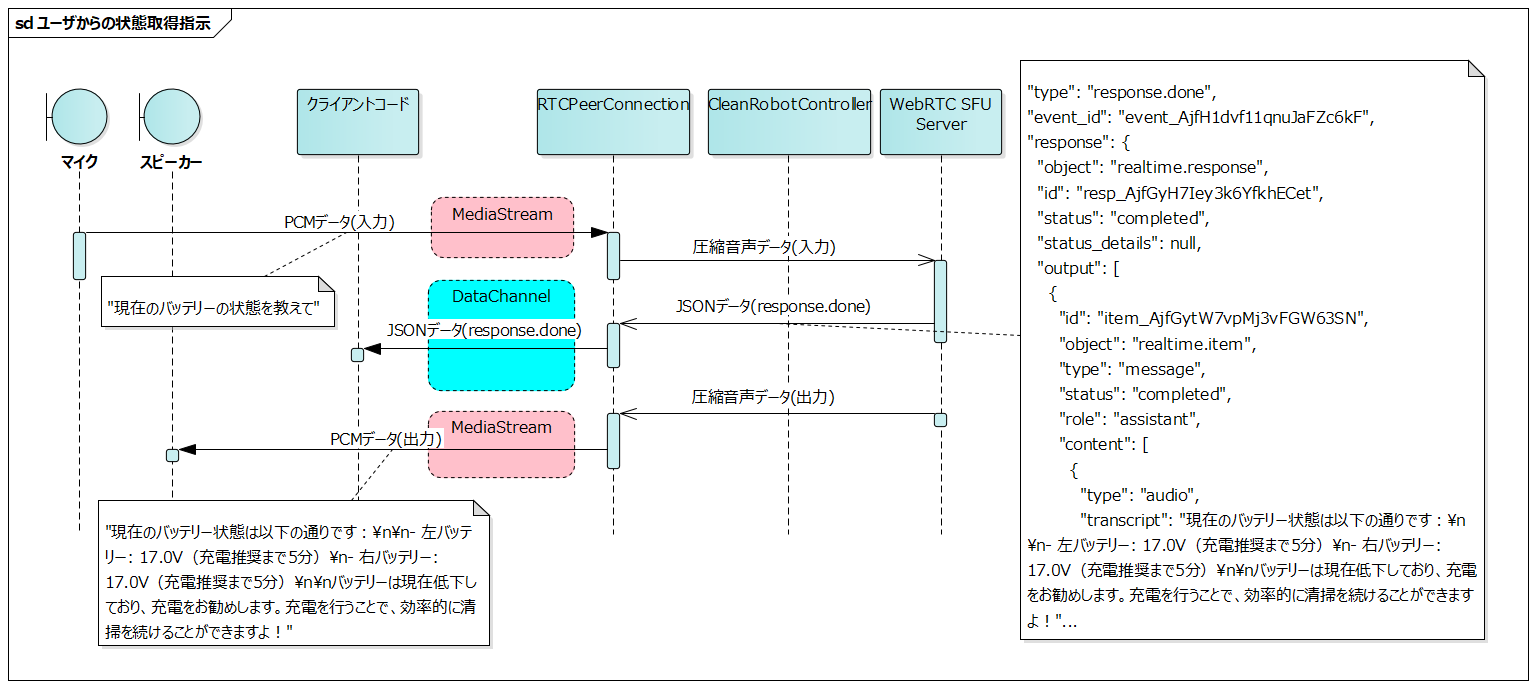 sd ユーザからの状態取得指示
マイク
スピーカー
クライアントコード
RTCPeerConnection
CleanRobotController
WebRTC SFU
Server
MediaStream
PCMデータ(入力)
圧縮音声データ(入力)
"現在のバッテリーの状態を教えて"
DataChannel
JSONデータ(response.done)
JSONデータ(response.done)
圧縮音声データ(出力)
MediaStream
PCMデータ(出力)
"現在のバッテリー状態は以下の通りです：\n\n- 左バッテ
リー: 17.0V（充電推奨まで5分）\n- 右バッテリー:
17.0V（充電推奨まで5分）\n\nバッテリーは現在低下し
ており、充電をお勧めします。充電を行うことで、効率的に清
掃を続けることができますよ！"
"type": "response.done",
"event_id": "event_AjfH1dvf11qnuJaFZc6kF",
"response": {
"object": "realtime.response",
"id": "resp_AjfGyH7Iey3k6YfkhECet",
"status": "completed",
"status_details": null,
"output": [
{
"id": "item_AjfGytW7vpMj3vFGW63SN",
"object": "realtime.item",
"type": "message",
"status": "completed",
"role": "assistant",
"content": [
{
"type": "audio",
"transcript": "現在のバッテリー状態は以下の通りです：\n
\n- 左バッテリー: 17.0V（充電推奨まで5分）\n- 右バッテリー:
17.0V（充電推奨まで5分）\n\nバッテリーは現在低下しており、充電
をお勧めします。充電を行うことで、効率的に清掃を続けることができます
よ！"...